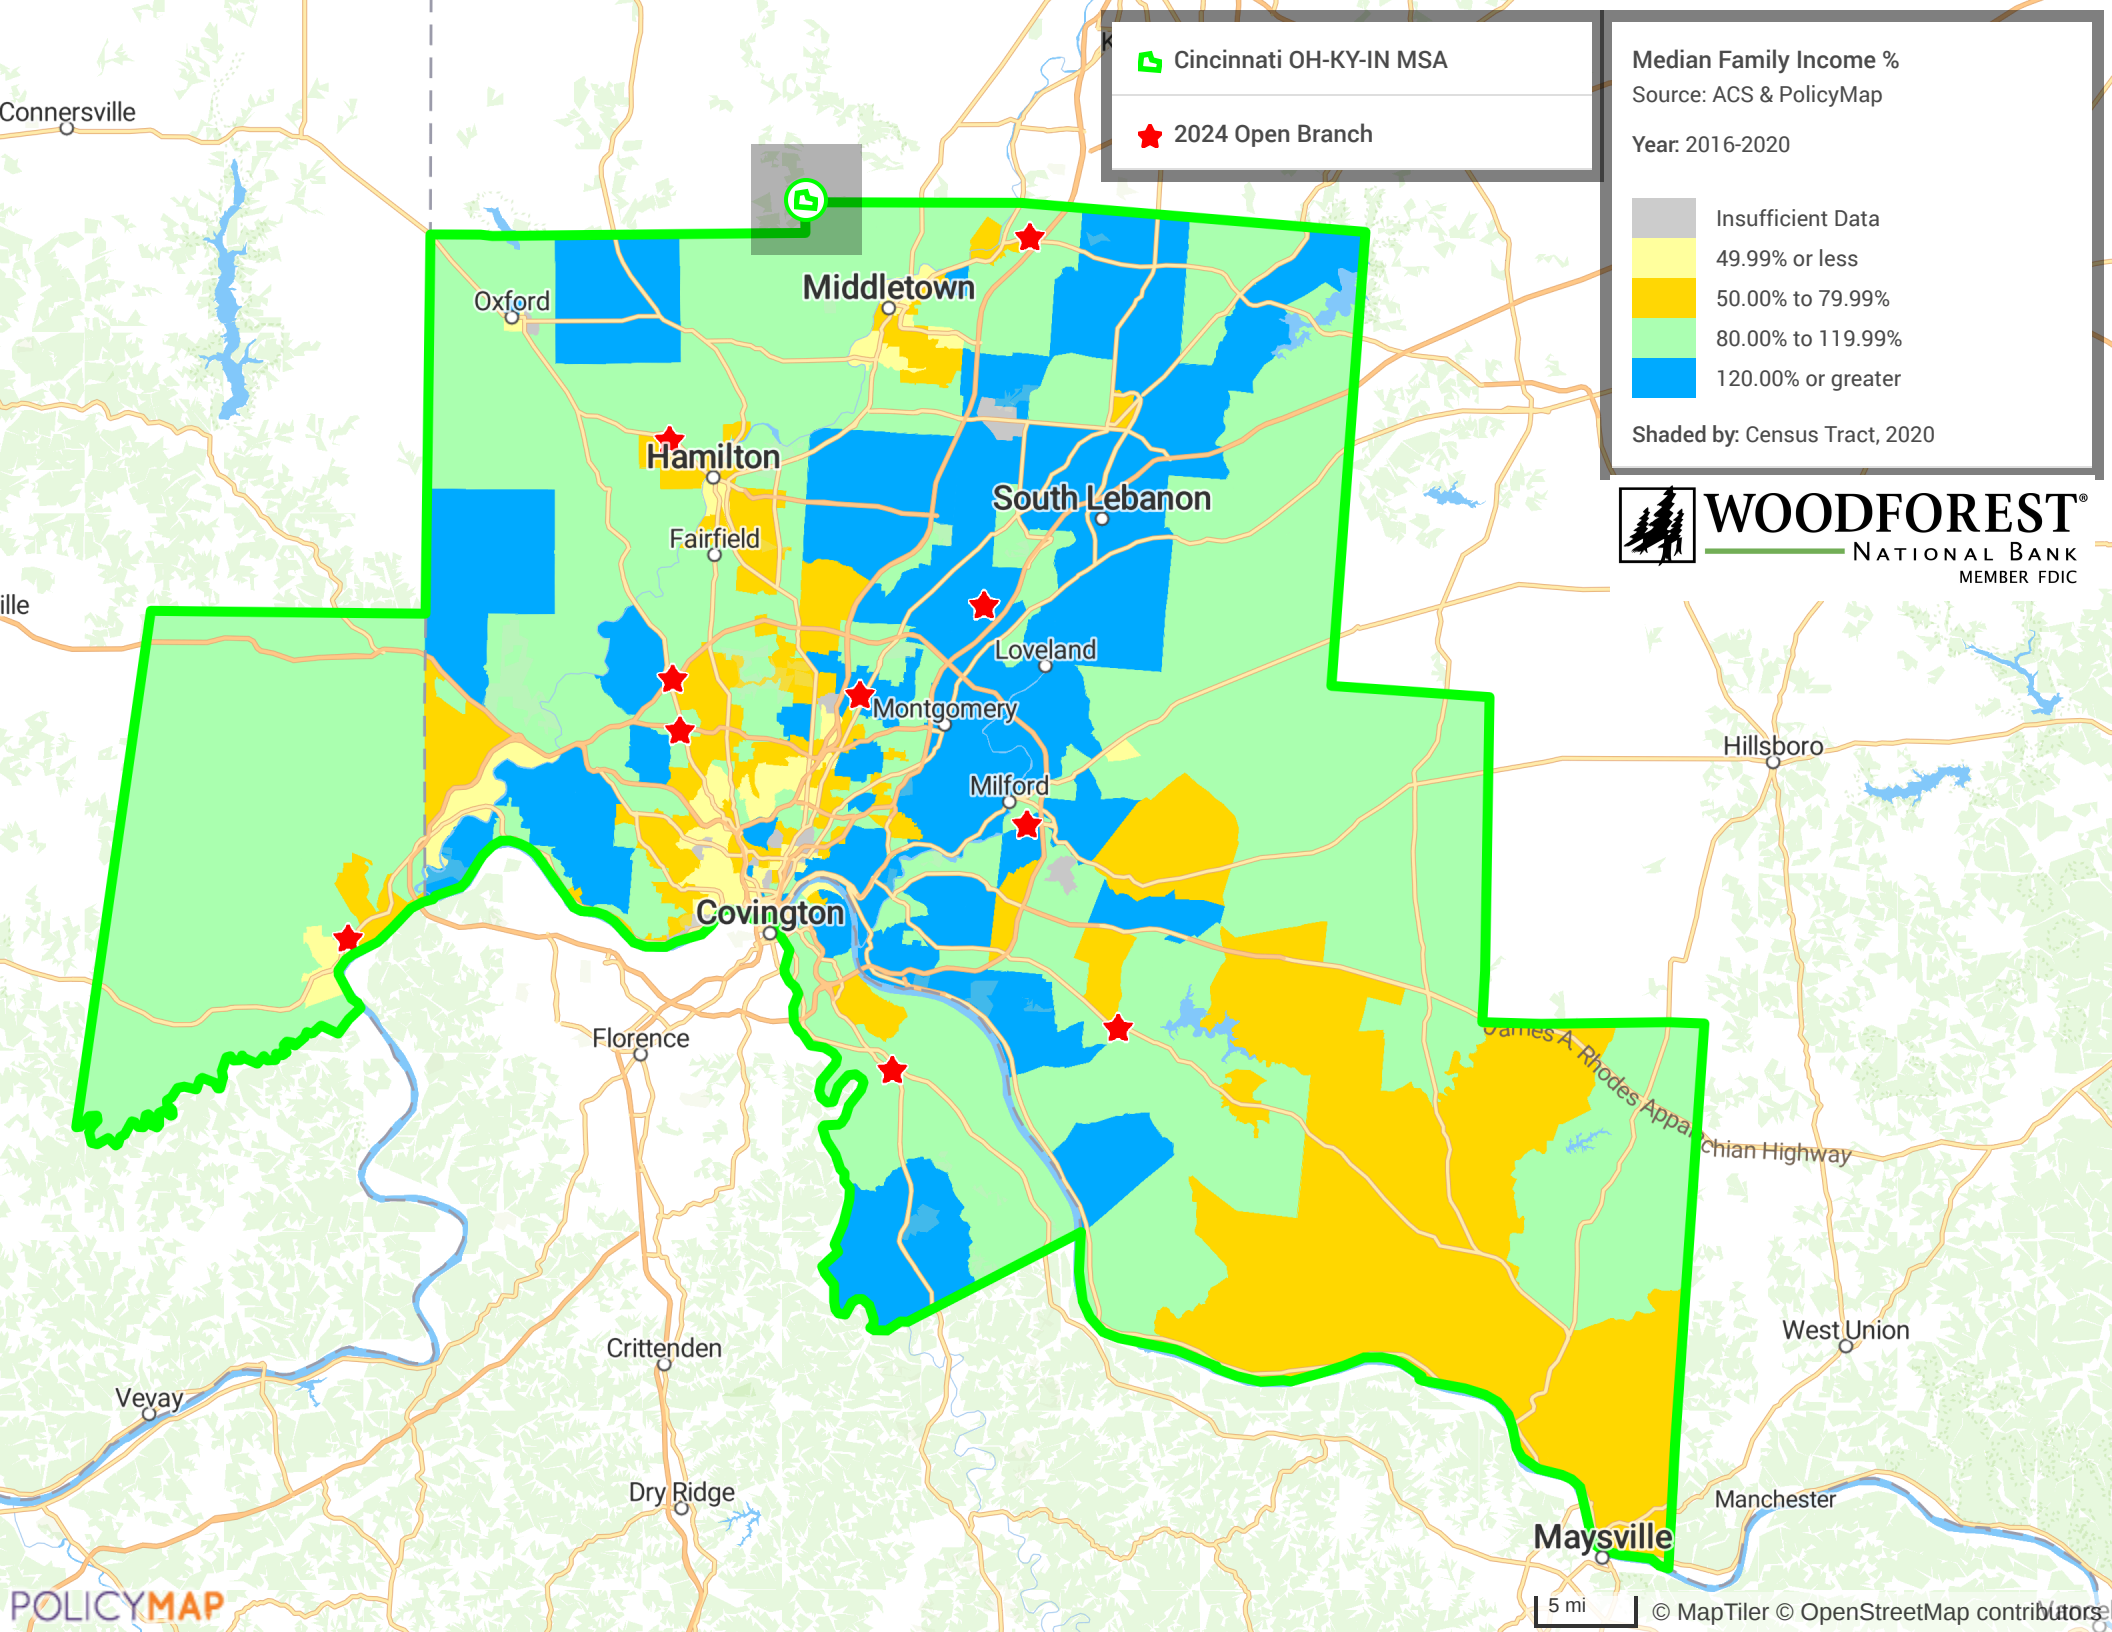 Cincinnati OH-KY-IN MSA
2024 Open Branch
Median Family Income %
Source: ACS & PolicyMap
Year: 2016-2020
Insufficient Data
49.99% or less
50.00% to 79.99%
80.00% to 119.99%
120.00% or greater
Shaded by: Census Tract, 2020
WOODFOREST®
NATIONAL BANK
MEMBER FDIC
Connersville
Oxford
Middletown
Hamilton
South Lebanon
Fairfield
ille
Loveland
Montgomery
Hillsboro
Milford
Covington
Florence
James A. Rhodes Appalachian Highway
West Union
Crittenden
Vevay
Dry Ridge
Manchester
Maysville
POLICYMAP
5 mi
© MapTiler © OpenStreetMap contributors